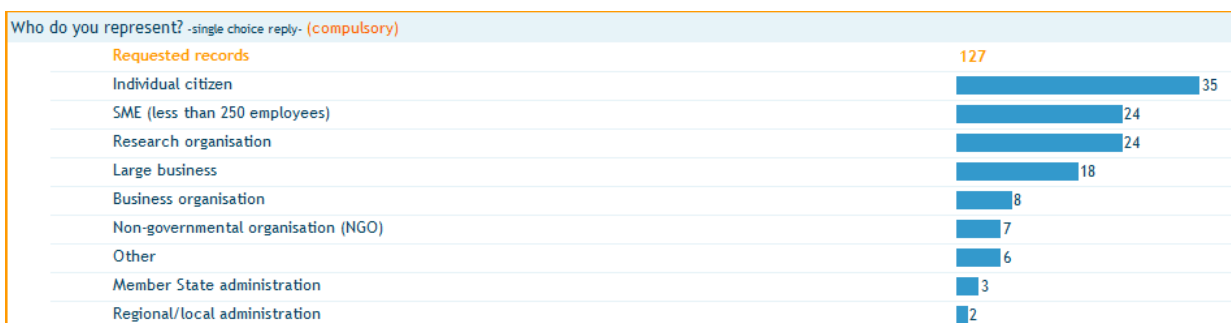 Who do you represent? -single choice reply- (compulsory)
Requested records 127
Individual citizen 35
SME (less than 250 employees) 24
Research organisation 24
Large business 18
Business organisation 8
Non-governmental organisation (NGO) 7
Other 6
Member State administration 3
Regional/local administration 2